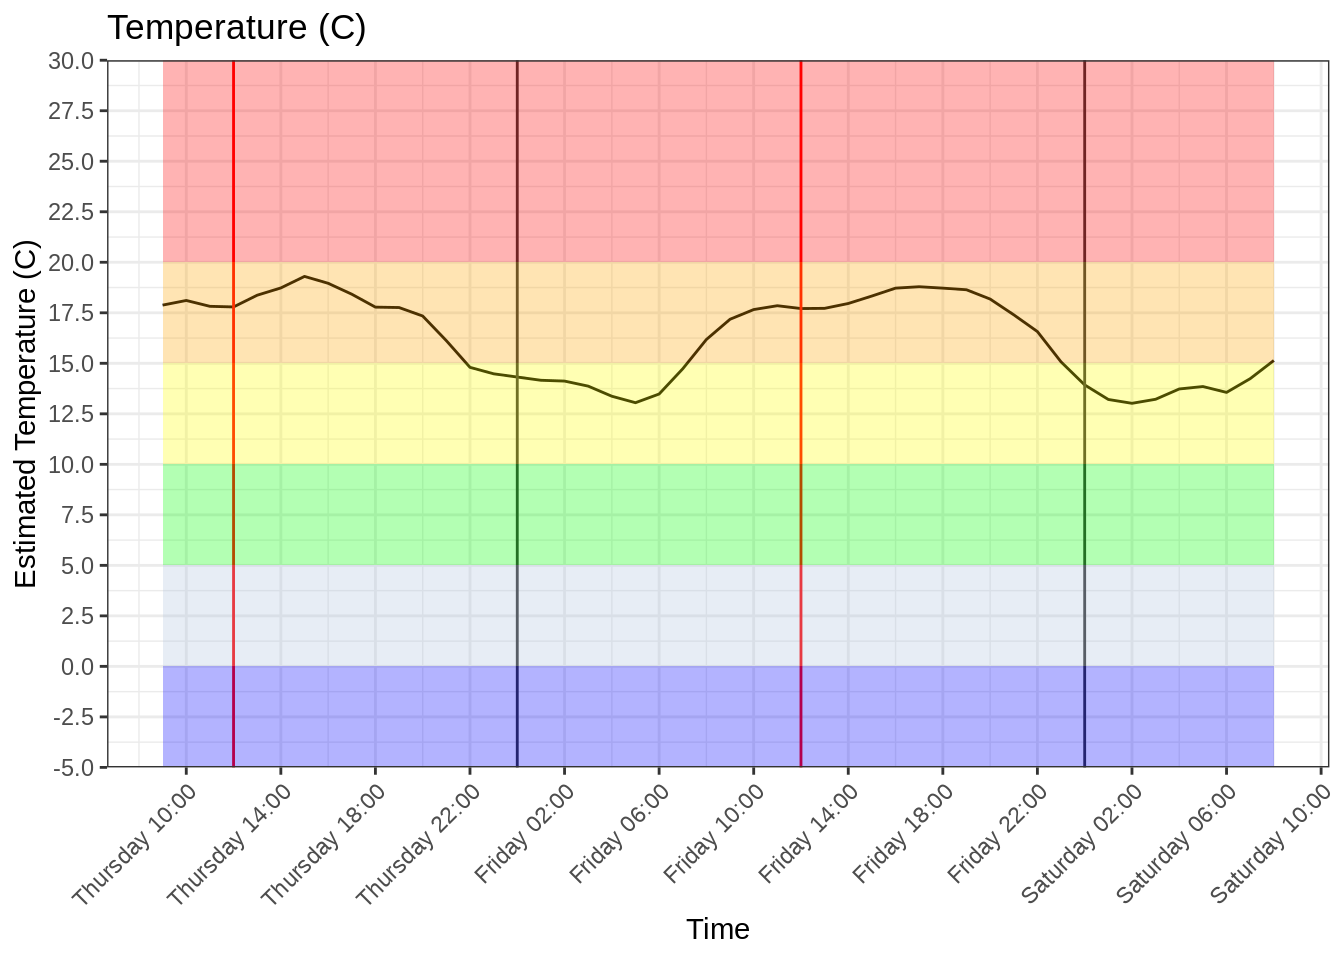 Temperature (C)
Estimated Temperature (C)
30.0
27.5
25.0
22.5
20.0
17.5
15.0
12.5
10.0
7.5
5.0
2.5
0.0
-2.5
-5.0
Thursday 10:00
Thursday 14:00
Thursday 18:00
Thursday 22:00
Friday 02:00
Friday 06:00
Friday 10:00
Friday 14:00
Friday 18:00
Friday 22:00
Saturday 02:00
Saturday 06:00
Saturday 10:00
Time